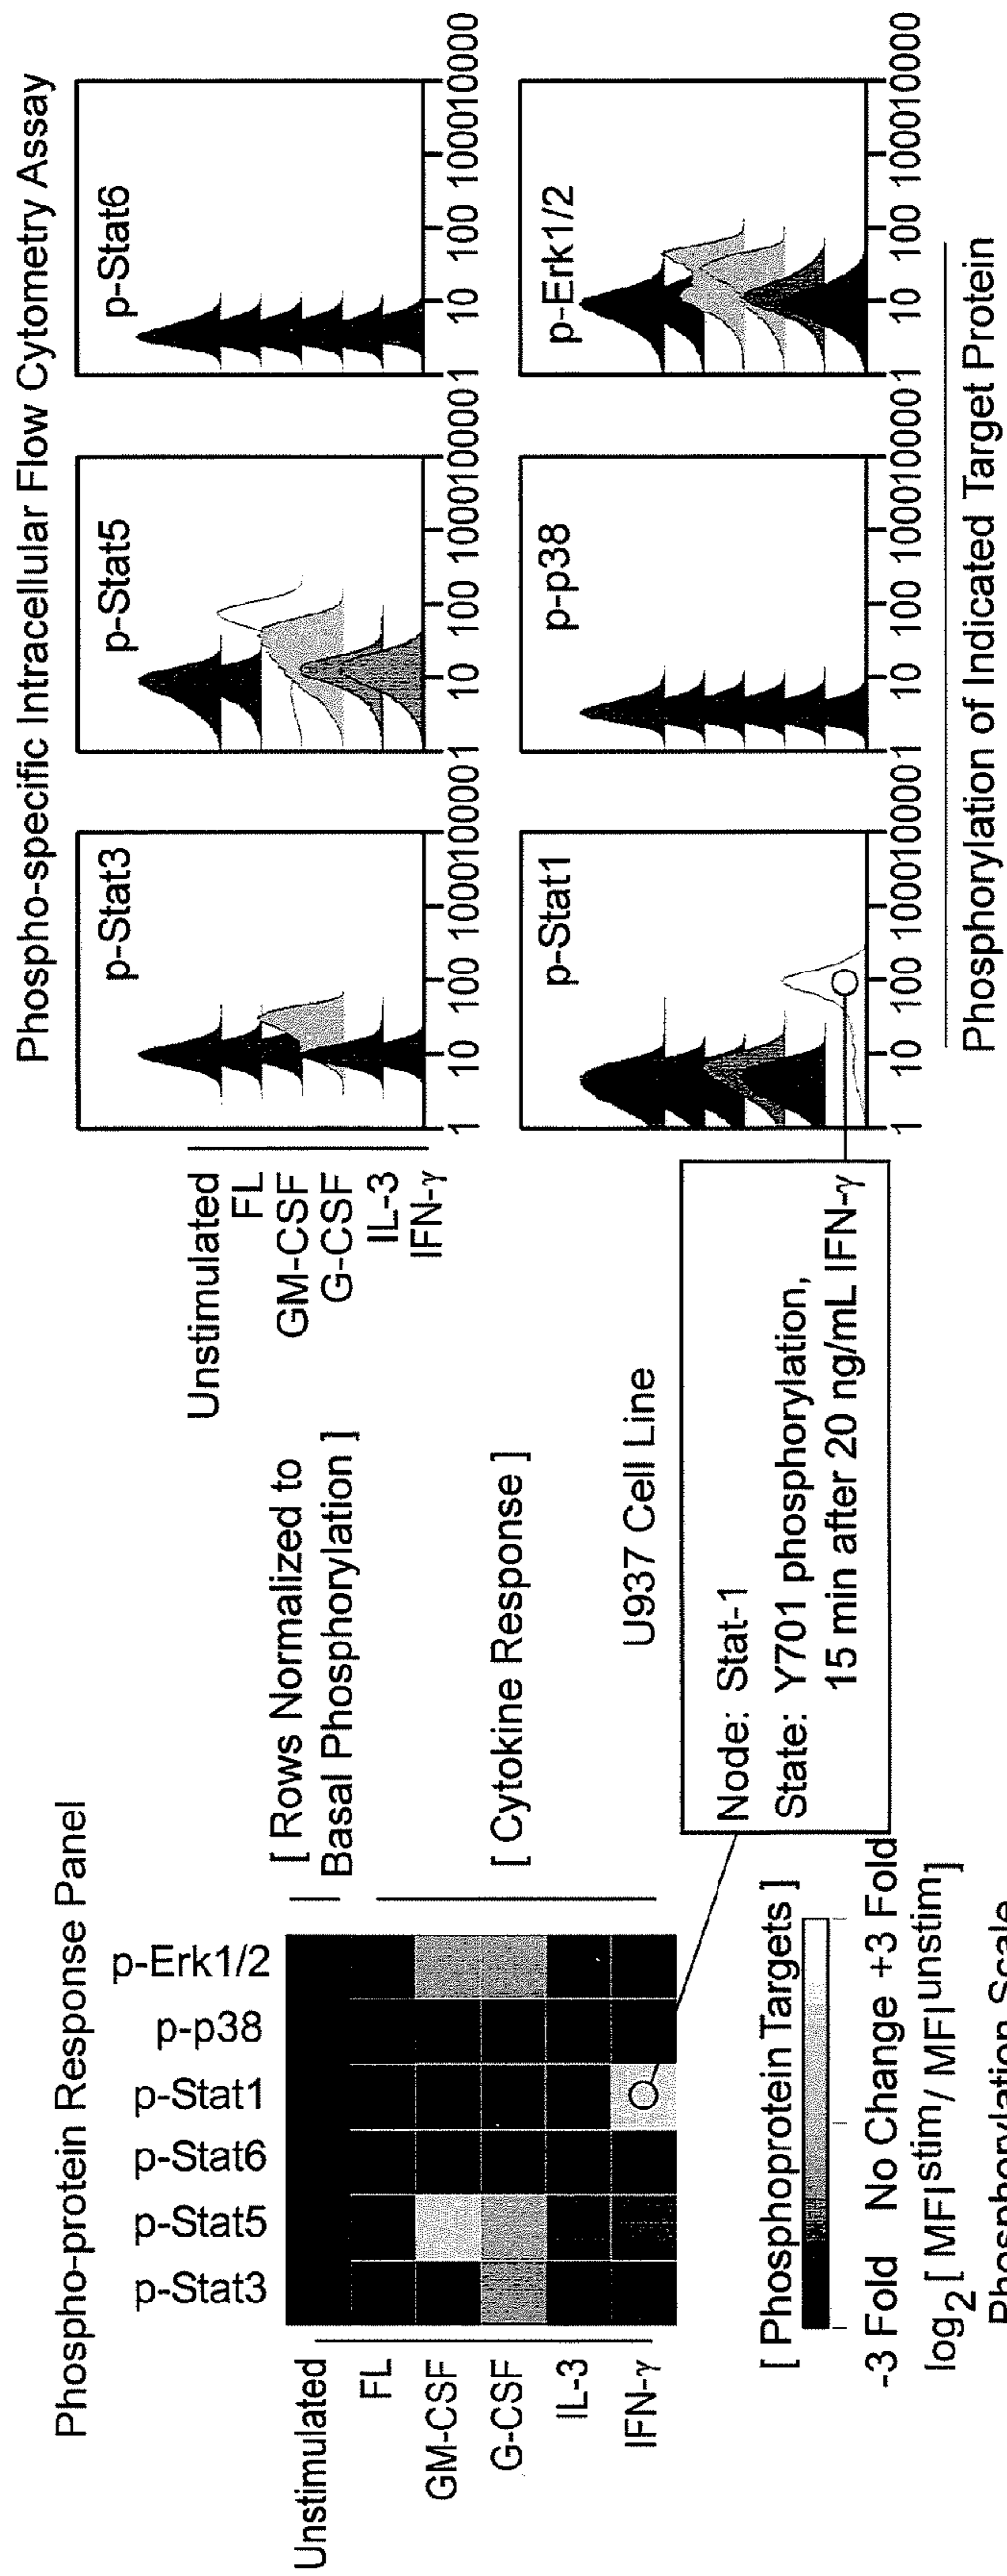 Phospho-protein Response Panel
p-Stat3
p-Stat5
p-Stat6
p-Stat1
p-p38
p-Erk1/2
Unstimulated
FL
GM-CSF
G-CSF
IL-3
IFN-γ
[ Rows Normalized to
Basal Phosphorylation ]
[ Cytokine Response ]
U937 Cell Line
[ Phosphoprotein Targets ]
-3 Fold No Change +3 Fold
log2 [ MFIstim / MFIunstim]
Phosphorylation Scale
Node: Stat-1
State: Y701 phosphorylation,
15 min after 20 ng/mL IFN-γ
Phospho-specific Intracellular Flow Cytometry Assay
Unstimulated
FL
GM-CSF
G-CSF
IL-3
IFN-γ
p-Stat3
1 10 100 1000 10000
p-Stat5
1 10 100 1000 10000
p-Stat6
1 10 100 1000 10000
p-Stat1
1 10 100 1000 10000
p-p38
1 10 100 1000 10000
p-Erk1/2
1 10 100 1000 10000
Phosphorylation of Indicated Target Protein